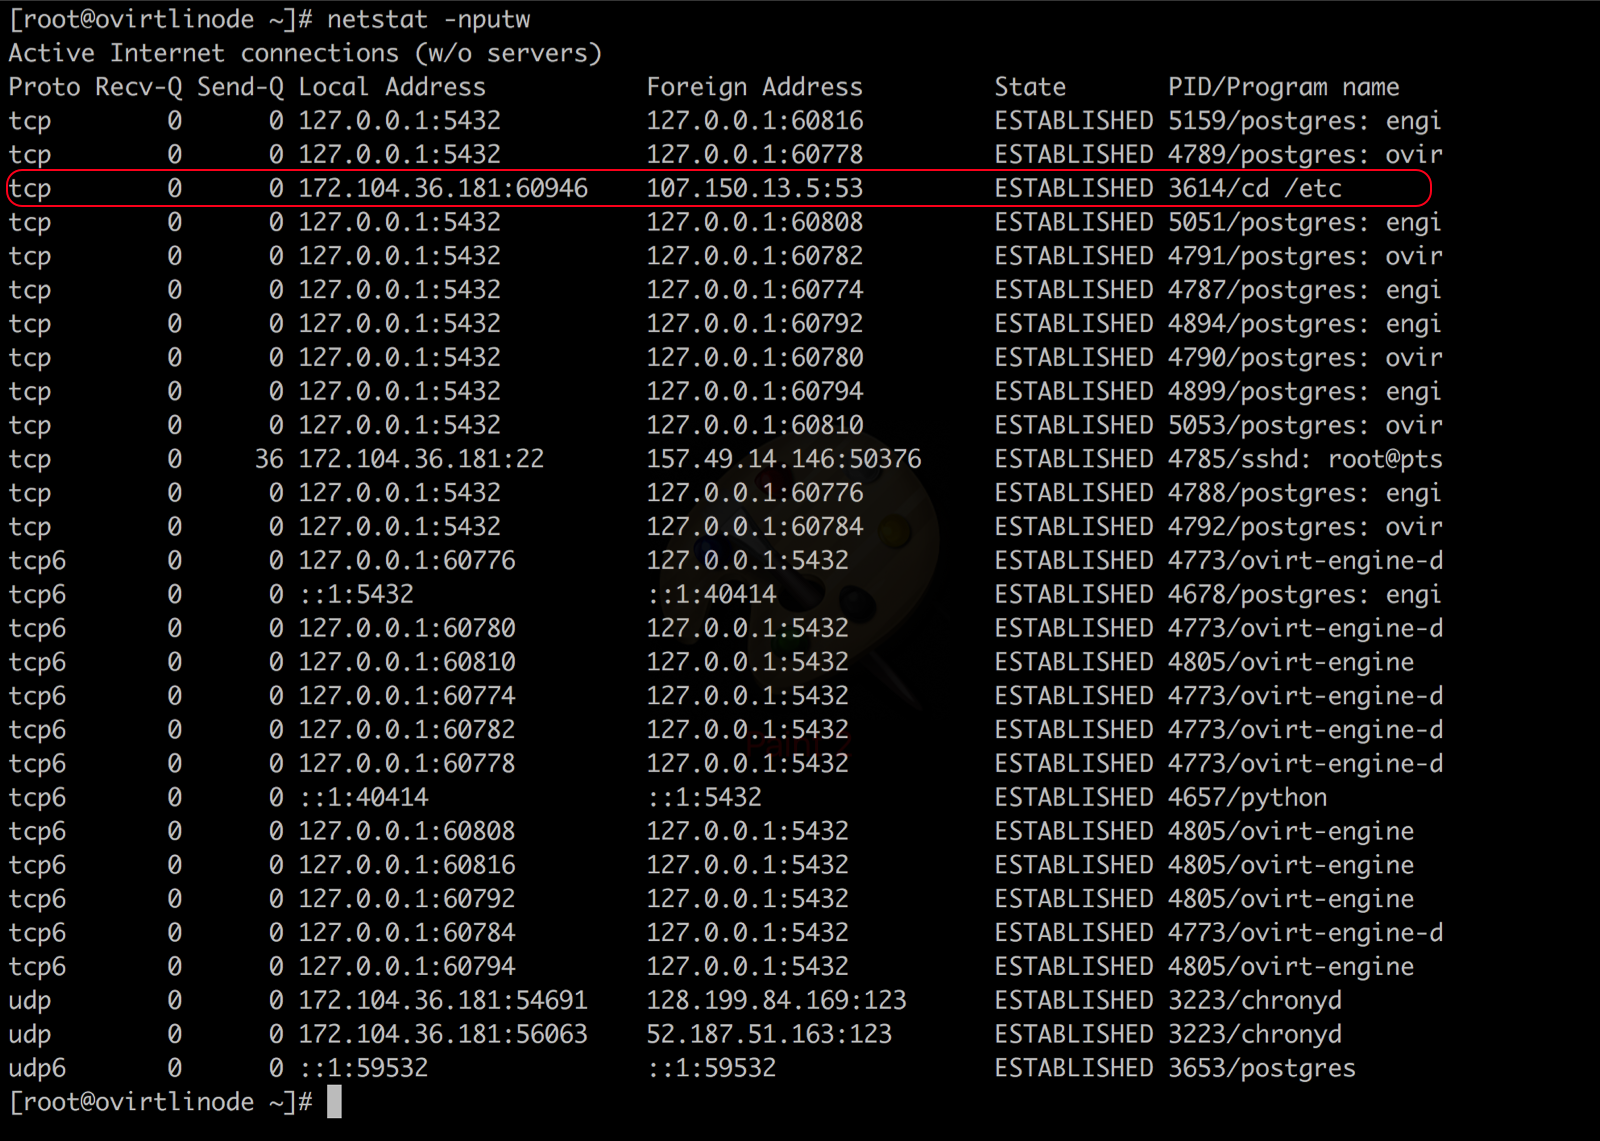 [root@ovirtlinode ~]# netstat -nputw
Active Internet connections (w/o servers)
Proto Recv-Q Send-Q Local Address           Foreign Address         State       PID/Program name
tcp        0      0 127.0.0.1:5432          127.0.0.1:60816         ESTABLISHED 5159/postgres: engi
tcp        0      0 127.0.0.1:5432          127.0.0.1:60778         ESTABLISHED 4789/postgres: ovir
tcp        0      0 172.104.36.181:60946    107.150.13.5:53         ESTABLISHED 3614/cd /etc
tcp        0      0 127.0.0.1:5432          127.0.0.1:60808         ESTABLISHED 5051/postgres: engi
tcp        0      0 127.0.0.1:5432          127.0.0.1:60782         ESTABLISHED 4791/postgres: ovir
tcp        0      0 127.0.0.1:5432          127.0.0.1:60774         ESTABLISHED 4787/postgres: engi
tcp        0      0 127.0.0.1:5432          127.0.0.1:60792         ESTABLISHED 4894/postgres: engi
tcp        0      0 127.0.0.1:5432          127.0.0.1:60780         ESTABLISHED 4790/postgres: ovir
tcp        0      0 127.0.0.1:5432          127.0.0.1:60794         ESTABLISHED 4899/postgres: engi
tcp        0      0 127.0.0.1:5432          127.0.0.1:60810         ESTABLISHED 5053/postgres: ovir
tcp        0     36 172.104.36.181:22       157.49.14.146:50376     ESTABLISHED 4785/sshd: root@pts
tcp        0      0 127.0.0.1:5432          127.0.0.1:60776         ESTABLISHED 4788/postgres: engi
tcp        0      0 127.0.0.1:5432          127.0.0.1:60784         ESTABLISHED 4792/postgres: ovir
tcp6       0      0 127.0.0.1:60776         127.0.0.1:5432          ESTABLISHED 4773/ovirt-engine-d
tcp6       0      0 ::1:5432                ::1:40414               ESTABLISHED 4678/postgres: engi
tcp6       0      0 127.0.0.1:60780         127.0.0.1:5432          ESTABLISHED 4773/ovirt-engine-d
tcp6       0      0 127.0.0.1:60810         127.0.0.1:5432          ESTABLISHED 4805/ovirt-engine
tcp6       0      0 127.0.0.1:60774         127.0.0.1:5432          ESTABLISHED 4773/ovirt-engine-d
tcp6       0      0 127.0.0.1:60782         127.0.0.1:5432          ESTABLISHED 4773/ovirt-engine-d
tcp6       0      0 127.0.0.1:60778         127.0.0.1:5432          ESTABLISHED 4773/ovirt-engine-d
tcp6       0      0 ::1:40414               ::1:5432                ESTABLISHED 4657/python
tcp6       0      0 127.0.0.1:60808         127.0.0.1:5432          ESTABLISHED 4805/ovirt-engine
tcp6       0      0 127.0.0.1:60816         127.0.0.1:5432          ESTABLISHED 4805/ovirt-engine
tcp6       0      0 127.0.0.1:60792         127.0.0.1:5432          ESTABLISHED 4805/ovirt-engine
tcp6       0      0 127.0.0.1:60784         127.0.0.1:5432          ESTABLISHED 4773/ovirt-engine-d
tcp6       0      0 127.0.0.1:60794         127.0.0.1:5432          ESTABLISHED 4805/ovirt-engine
udp        0      0 172.104.36.181:54691    128.199.84.169:123      ESTABLISHED 3223/chronyd
udp        0      0 172.104.36.181:56063    52.187.51.163:123       ESTABLISHED 3223/chronyd
udp6       0      0 ::1:59532               ::1:59532               ESTABLISHED 3653/postgres
[root@ovirtlinode ~]#